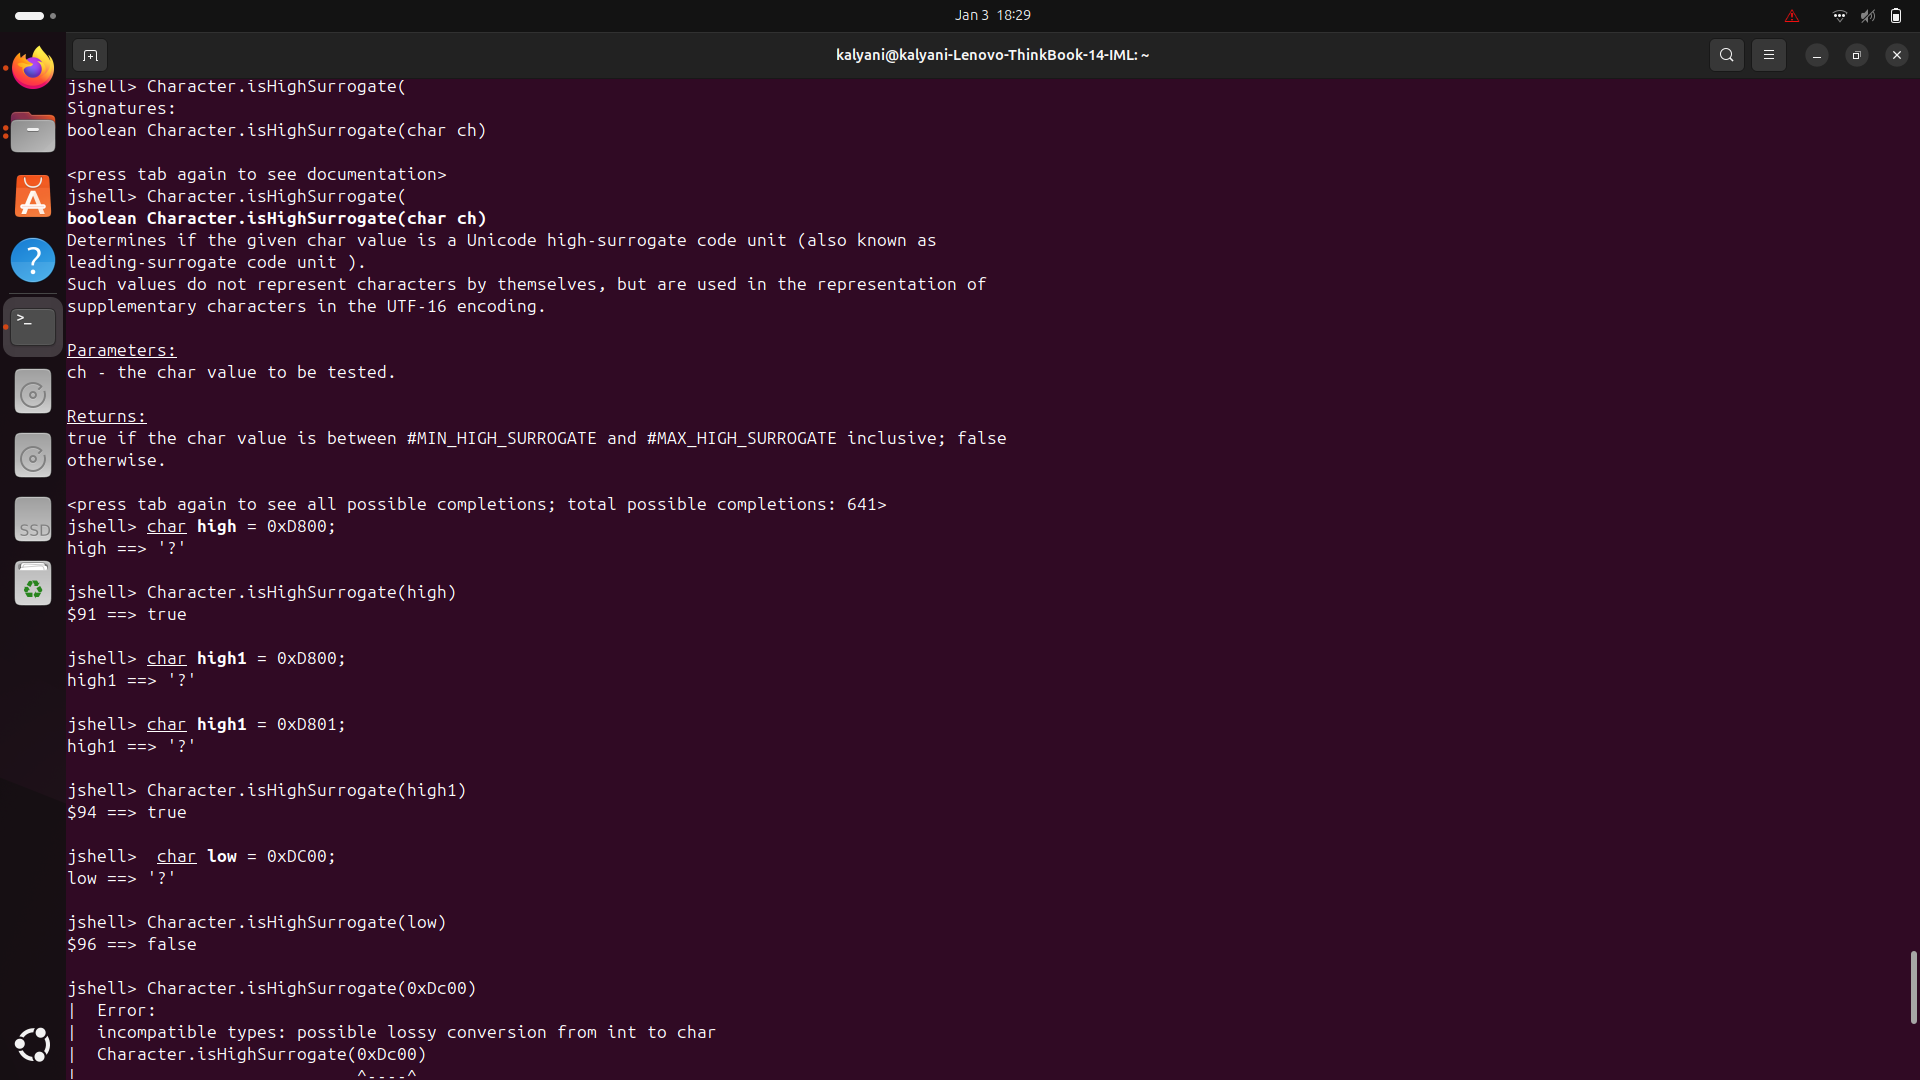 Jan 3 18:29
kalyani@kalyani-Lenovo-ThinkBook-14-IML: ~
jshell> Character.isHighSurrogate(
Signatures:
boolean Character.isHighSurrogate(char ch)
<press tab again to see documentation>
jshell> Character.isHighSurrogate(
boolean Character.isHighSurrogate(char ch)
Determines if the given char value is a Unicode high-surrogate code unit (also known as
leading-surrogate code unit ).
Such values do not represent characters by themselves, but are used in the representation of
supplementary characters in the UTF-16 encoding.
Parameters:
ch - the char value to be tested.
Returns:
true if the char value is between #MIN_HIGH_SURROGATE and #MAX_HIGH_SURROGATE inclusive; false
otherwise.
<press tab again to see all possible completions; total possible completions: 641>
jshell> char high = 0xD800;
high ==> '?'
jshell> Character.isHighSurrogate(high)
$91 ==> true
jshell> char high1 = 0xD800;
high1 ==> '?'
jshell> char high1 = 0xD801;
high1 ==> '?'
jshell> Character.isHighSurrogate(high1)
$94 ==> true
jshell>  char low = 0xDC00;
low ==> '?'
jshell> Character.isHighSurrogate(low)
$96 ==> false
jshell> Character.isHighSurrogate(0xDc00)
|  Error:
|  incompatible types: possible lossy conversion from int to char
|  Character.isHighSurrogate(0xDc00)
|                            ^----^
SSD